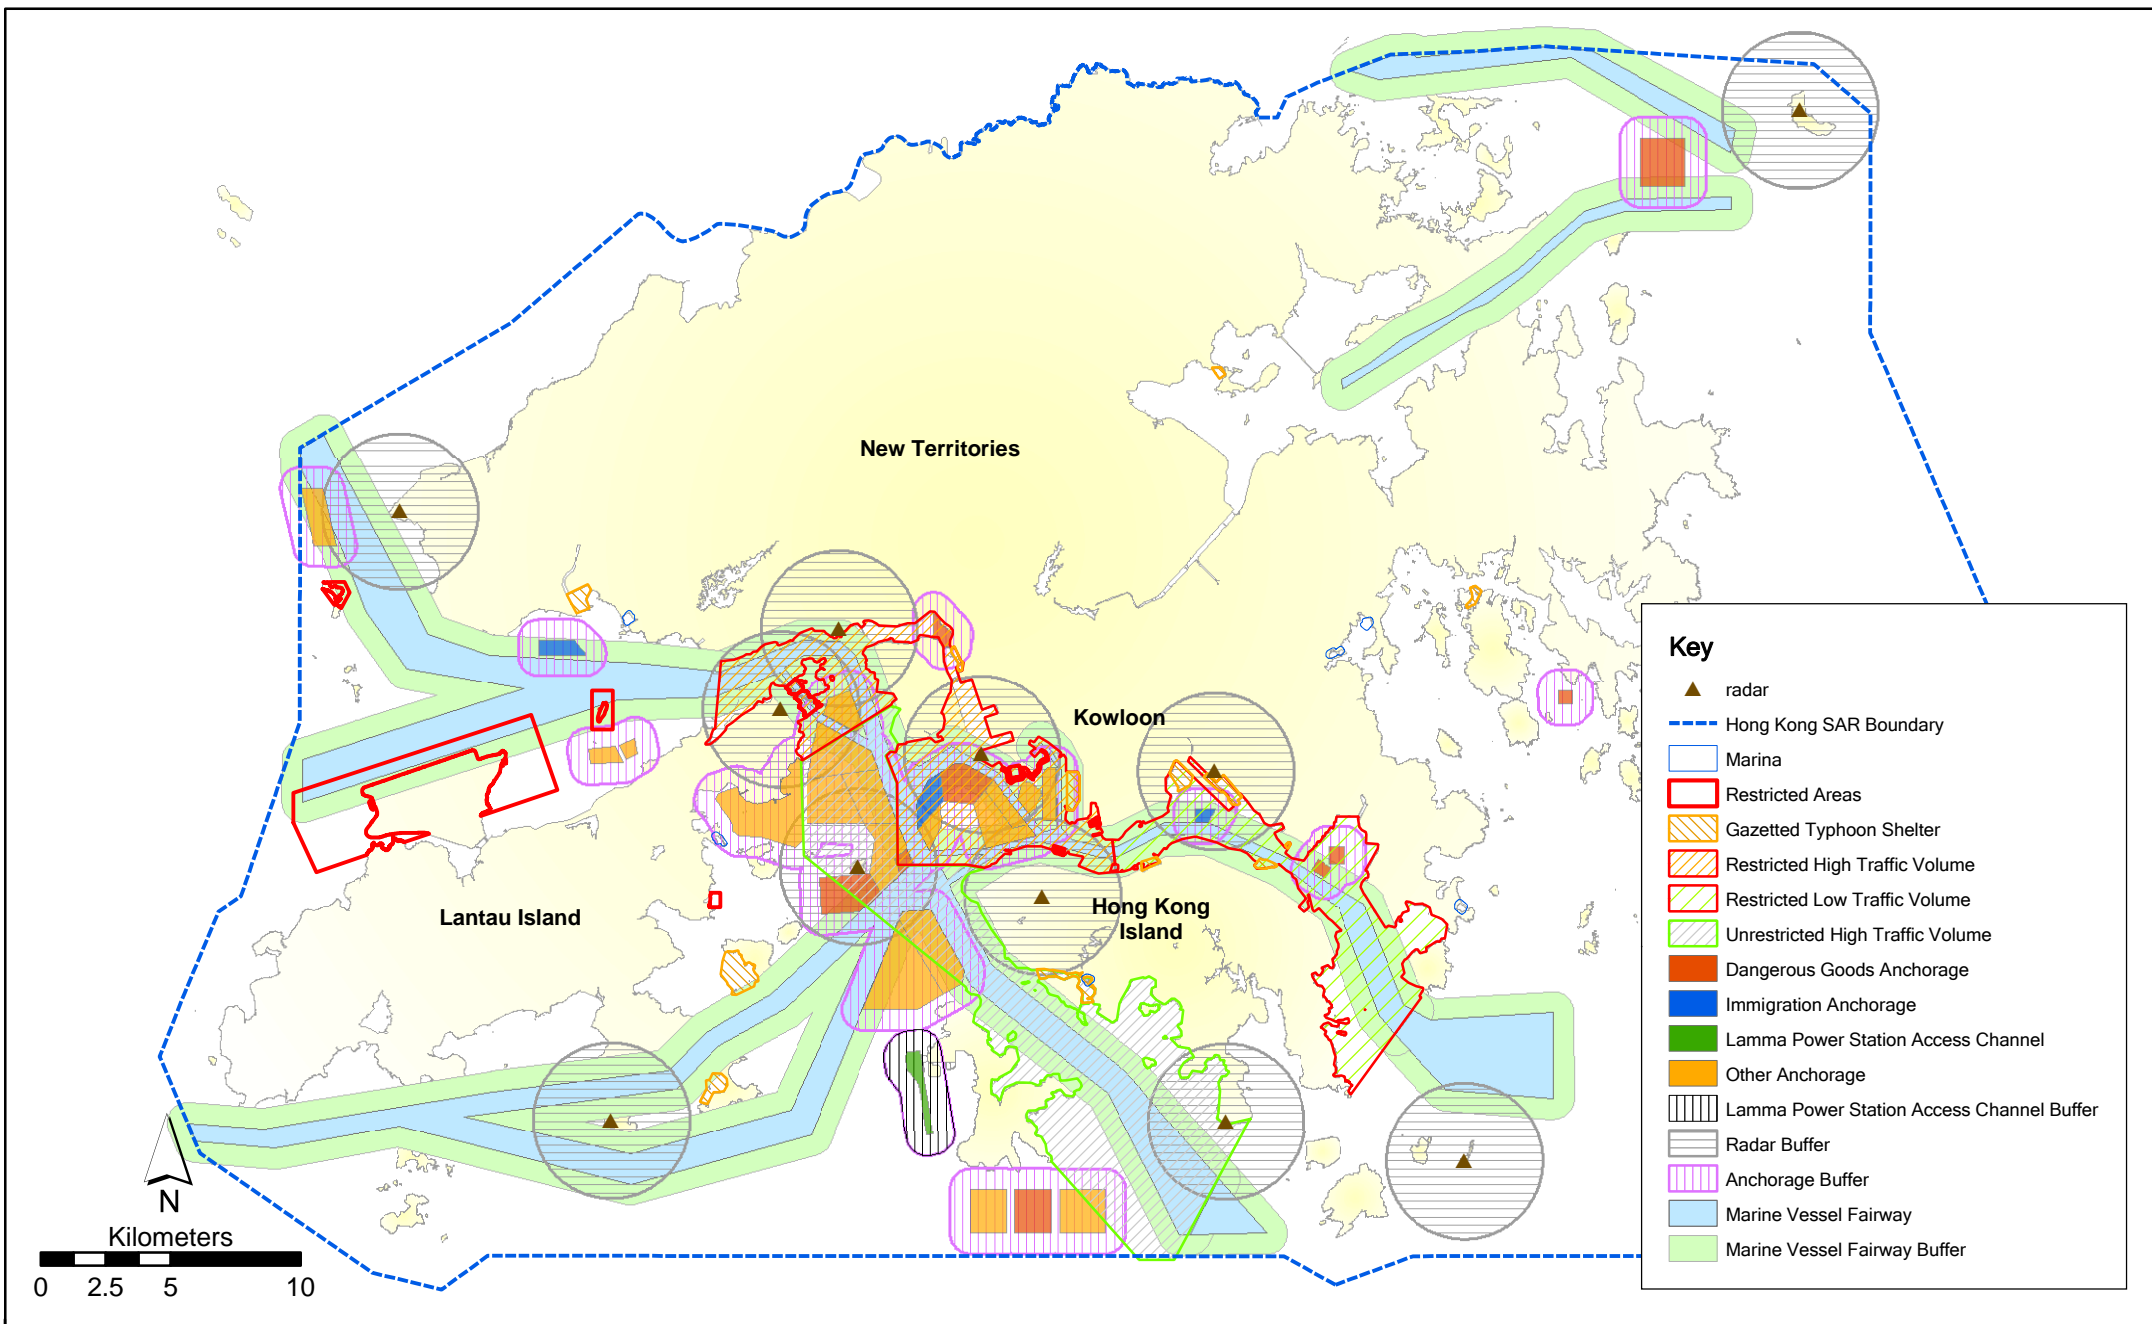 New Territories
Kowloon
Hong Kong
Island
Lantau Island
N
Kilometers
0 2.5 5 10
Key
radar
Hong Kong SAR Boundary
Marina
Restricted Areas
Gazetted Typhoon Shelter
Restricted High Traffic Volume
Restricted Low Traffic Volume
Unrestricted High Traffic Volume
Dangerous Goods Anchorage
Immigration Anchorage
Lamma Power Station Access Channel
Other Anchorage
Lamma Power Station Access Channel Buffer
Radar Buffer
Anchorage Buffer
Marine Vessel Fairway
Marine Vessel Fairway Buffer